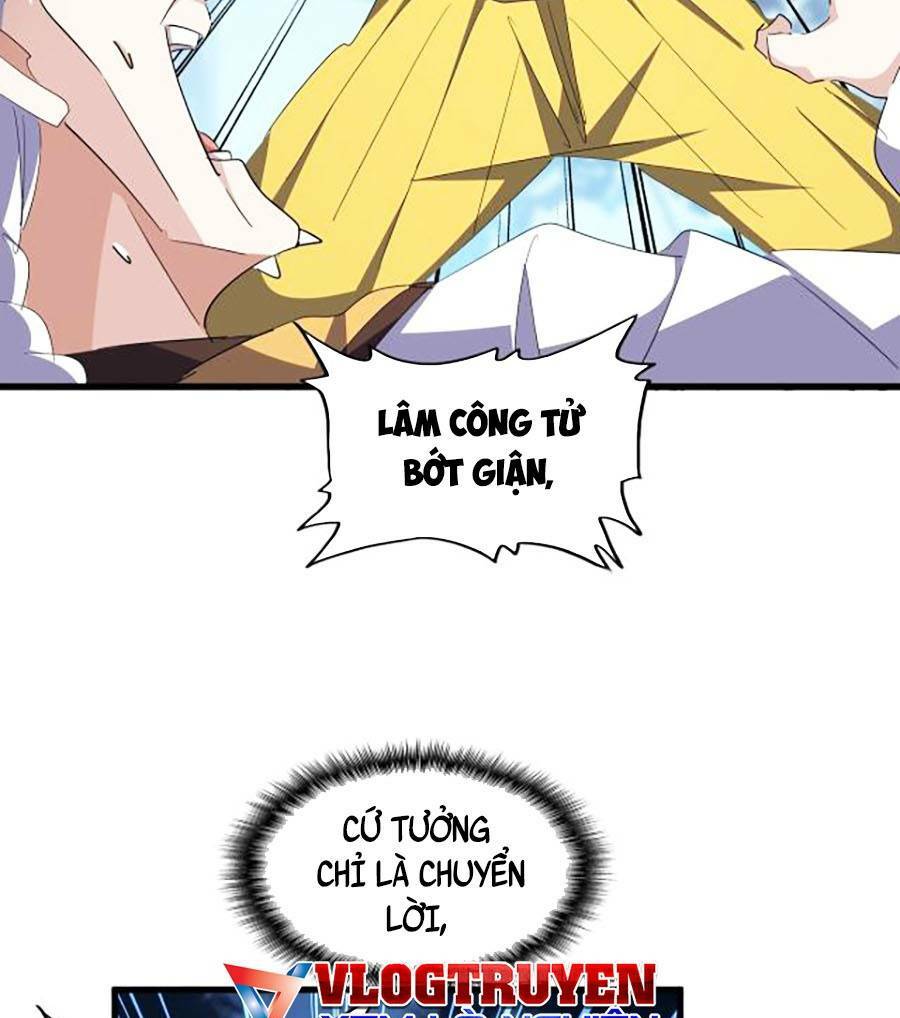 LÂM CÔNG TỬ
BỚT GIẬN,
CỨ TƯỞNG
CHỈ LÀ CHUYỂN
LỜI,
VLOGTRUYEN